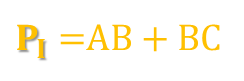 P_I =AB + BC